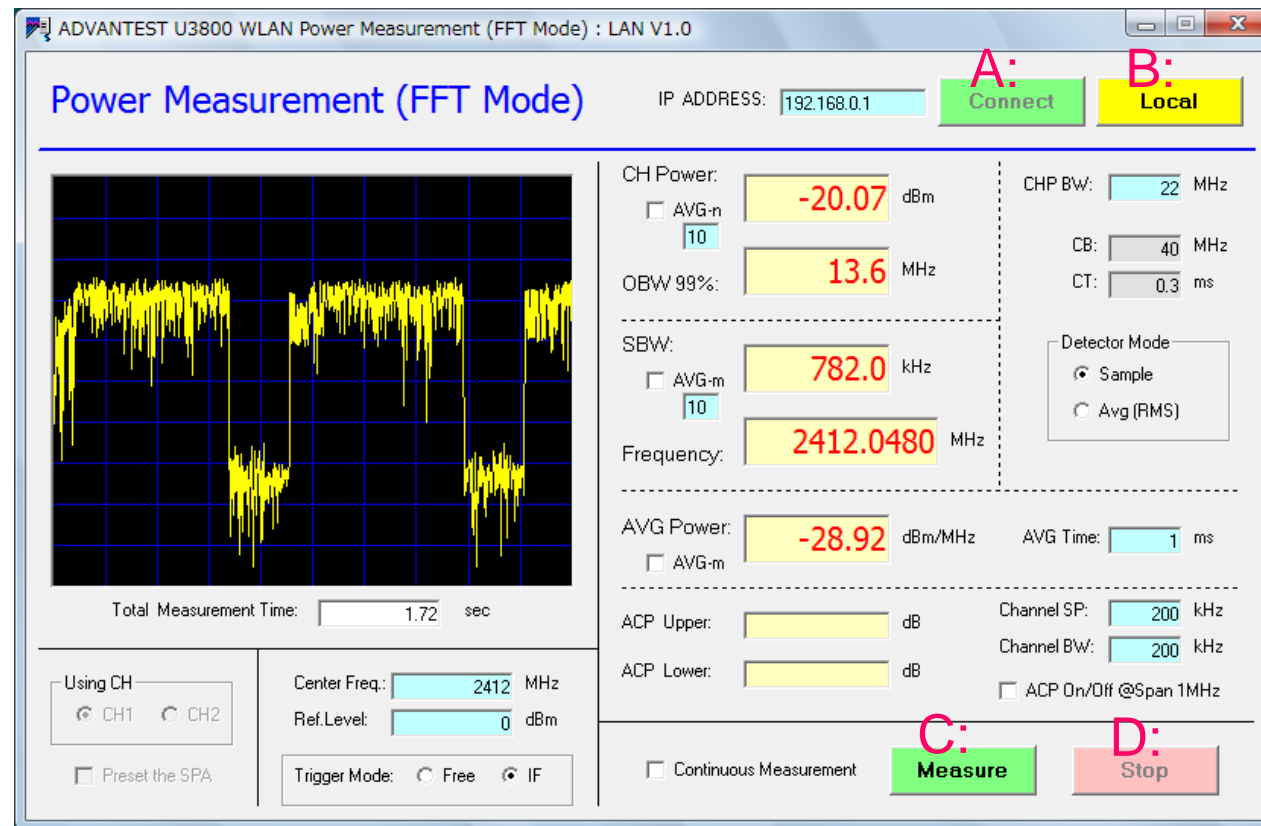 ADVANTEST U3800 WLAN Power Measurement (FFT Mode) : LAN V1.0
Power Measurement (FFT Mode)
IP ADDRESS: 192.168.0.1
A:
Connect
B:
Local
CH Power: -20.07 dBm
AVG-n
10
OBW 99%: 13.6 MHz
CHP BW: 22 MHz
CB: 40 MHz
CT: 0.3 ms
SBW: 782.0 kHz
AVG-m
10
Frequency: 2412.0480 MHz
Detector Mode
Sample
Avg (RMS)
AVG Power: -28.92 dBm/MHz
AVG-m
AVG Time: 1 ms
Total Measurement Time: 1.72 sec
ACP Upper: dB
ACP Lower: dB
Channel SP: 200 kHz
Channel BW: 200 kHz
ACP On/Off @Span 1MHz
Using CH
CH1 CH2
Preset the SPA
Center Freq.: 2412 MHz
Ref.Level: 0 dBm
Trigger Mode: Free IF
Continuous Measurement
C:
Measure
D:
Stop